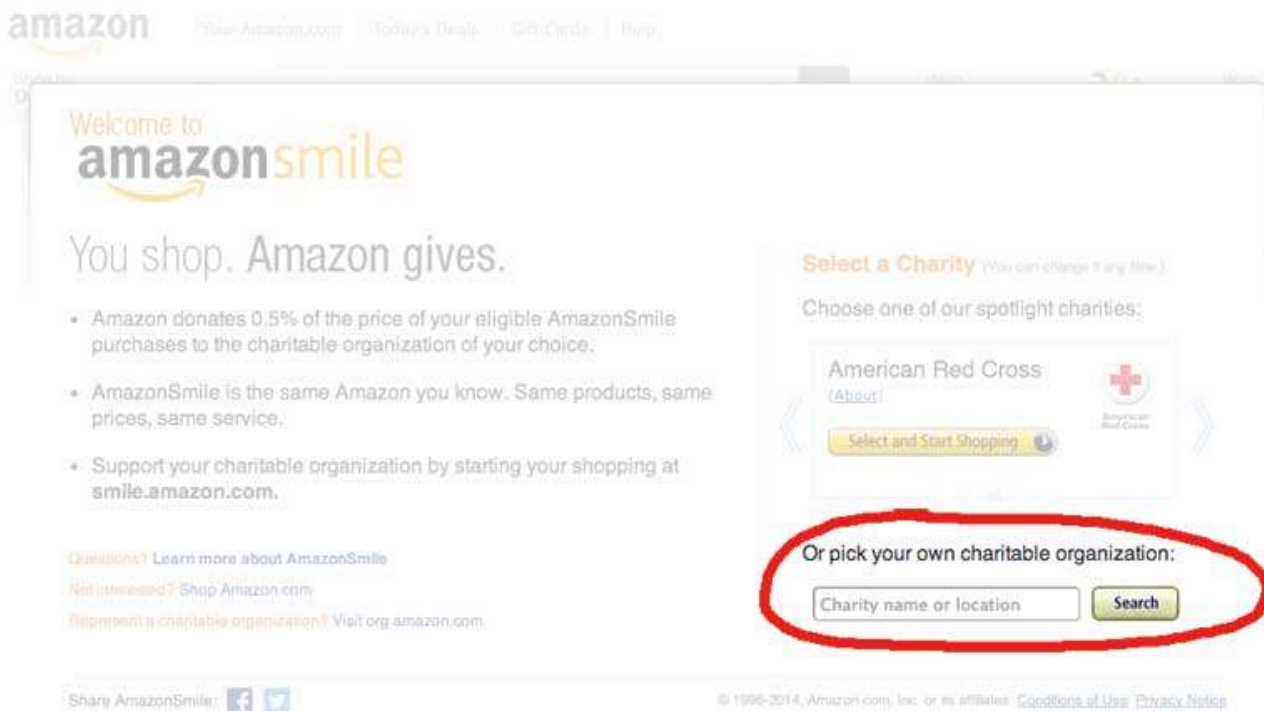 amazon
Your Amazon.com Today's Deals Gift Cards Help
Welcome to
amazonsmile
You shop. Amazon gives.
• Amazon donates 0.5% of the price of your eligible AmazonSmile
purchases to the charitable organization of your choice.
• AmazonSmile is the same Amazon you know. Same products, same
prices, same service.
• Support your charitable organization by starting your shopping at
smile.amazon.com.
Questions? Learn more about AmazonSmile
Not interested? Shop Amazon.com
Represent a charitable organization? Visit org.amazon.com
Select a Charity (You can change it any time.)
Choose one of our spotlight charities:
American Red Cross
(About)
American
Red Cross
Select and Start Shopping
Or pick your own charitable organization:
Charity name or location Search
Share AmazonSmile:
© 1996-2014, Amazon.com, Inc. or its affiliates Conditions of Use Privacy Notice